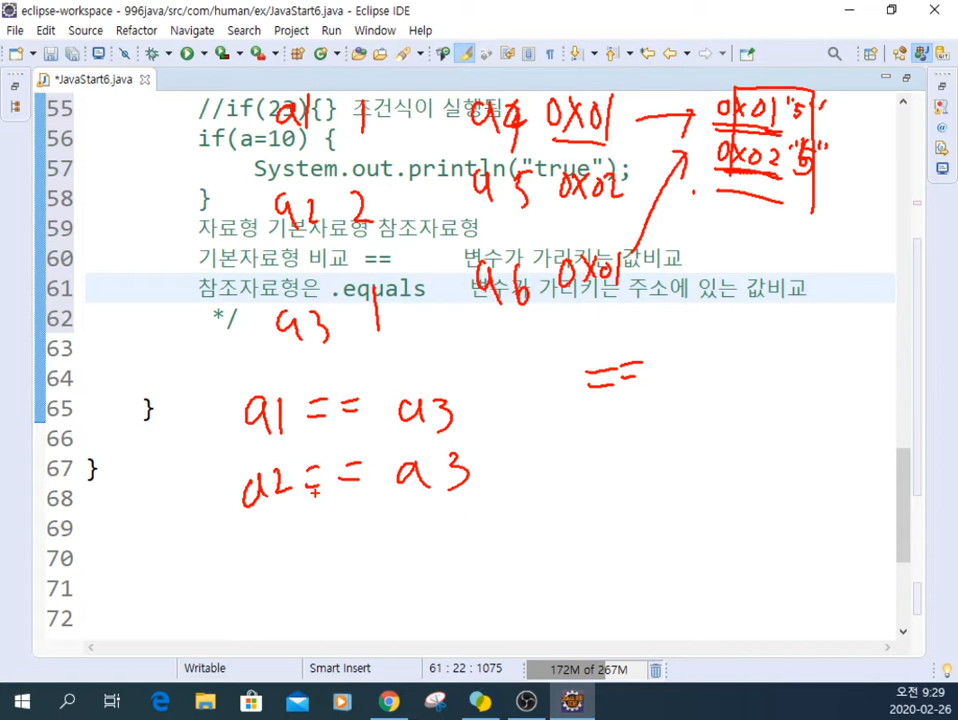 eclipse-workspace - 996java/src/com/human/ex/JavaStart6.java - Eclipse IDE
File Edit Source Refactor Navigate Search Project Run Window Help
*JavaStart6.java
55 //if(22){} 조건식이 실행됨
a1 1 a4 0x01 0x01 "5"
56 if(a=10) {
0x02 "6"
57 System.out.println("true");
a5 0x02
58 }
a2 2
59 자료형 기본자료형 참조자료형
60 기본자료형 비교 == 변수가 가리키는 값비교
a6 0x01
61 참조자료형은 .equals 변수가 가리키는 주소에 있는 값비교
62 */
a3 1
63
64
==
65 }
a1 == a3
66
67 }
a2 == a3
68
69
70
71
72
Writable Smart Insert 61 : 22 : 1075 172M of 267M
오전 9:29
2020-02-26